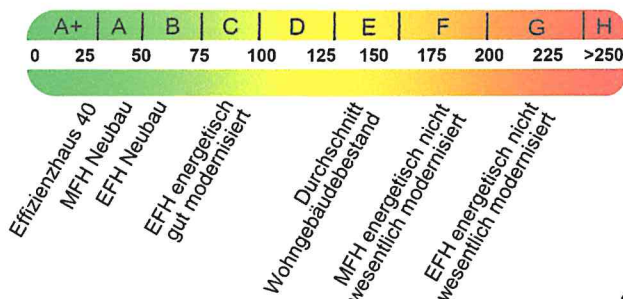 A+ A B C D E F G H
0 25 50 75 100 125 150 175 200 225 >250
Effizienzhaus 40
MFH Neubau
EFH Neubau
EFH energetisch
gut modernisiert
Durchschnitt
Wohngebäudebestand
MFH energetisch nicht
wesentlich modernisiert
EFH energetisch nicht
wesentlich modernisiert